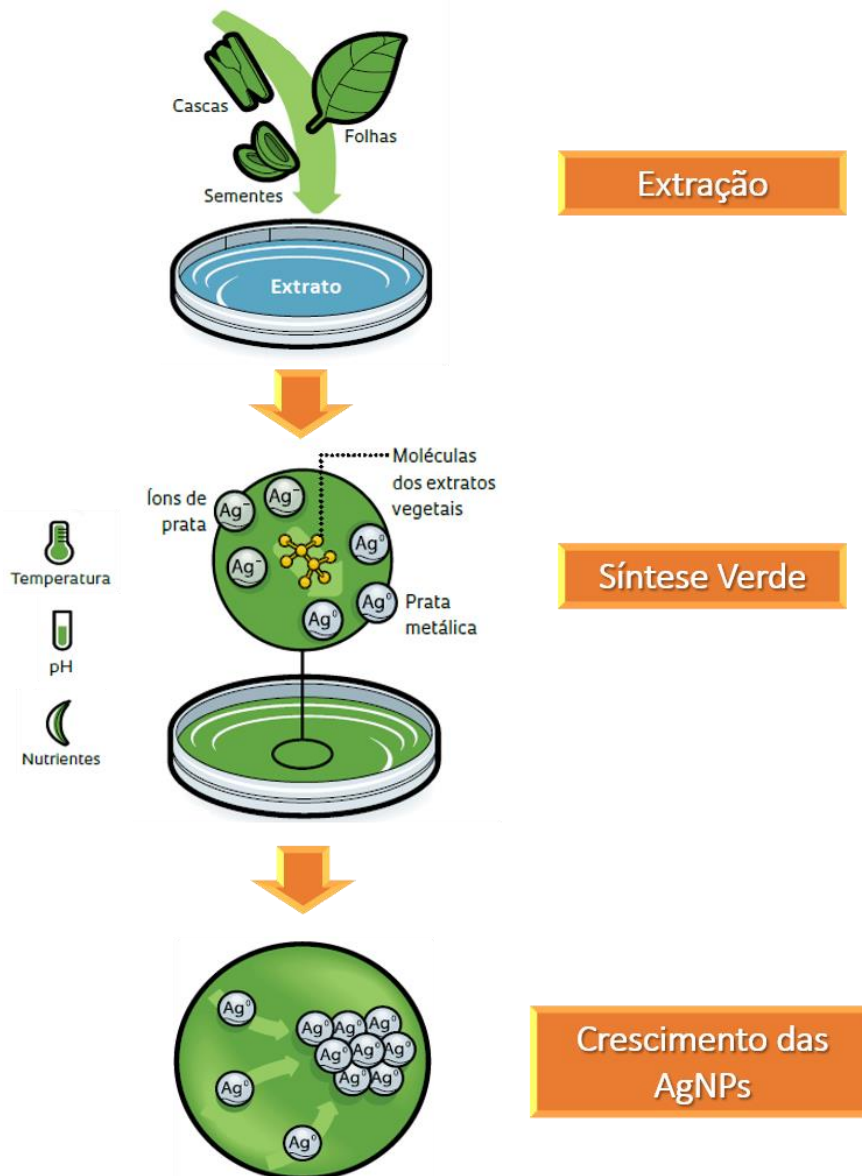 Cascas
Folhas
Sementes
Extrato
Extração
Moléculas
dos extratos
vegetais
Íons de
prata
Ag⁻
Ag⁻
Ag⁻
Ag⁰
Ag⁰
Ag⁰
Prata
metálica
Temperatura
pH
Nutrientes
Síntese Verde
Ag⁰
Ag⁰
Ag⁰
Ag⁰
Ag⁰
Ag⁰
Ag⁰
Ag⁰
Ag⁰
Ag⁰
Ag⁰
Crescimento das
AgNPs